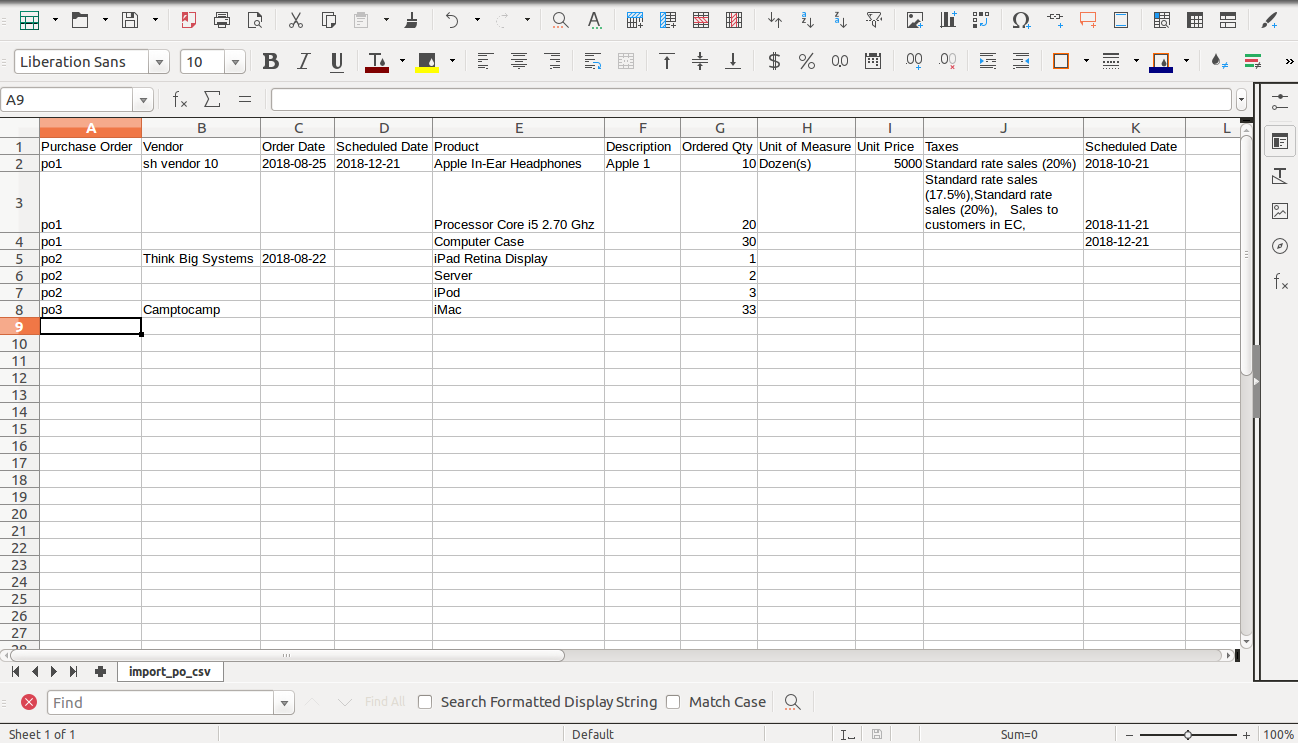 Liberation Sans 10
A9
A B C D E F G H I J K L
1 Purchase Order Vendor Order Date Scheduled Date Product Description Ordered Qty Unit of Measure Unit Price Taxes Scheduled Date
2 po1 sh vendor 10 2018-08-25 2018-12-21 Apple In-Ear Headphones Apple 1 10 Dozen(s) 5000 Standard rate sales (20%) 2018-10-21
Standard rate sales
(17.5%),Standard rate
3 sales (20%), Sales to
po1 Processor Core i5 2.70 Ghz 20 customers in EC, 2018-11-21
4 po1 Computer Case 30 2018-12-21
5 po2 Think Big Systems 2018-08-22 iPad Retina Display 1
6 po2 Server 2
7 po2 iPod 3
8 po3 Camptocamp iMac 33
9
10
11
12
13
14
15
16
17
18
19
20
21
22
23
24
25
26
27
28
import_po_csv
Find Find All Search Formatted Display String Match Case
Sheet 1 of 1 Default Sum=0 100%